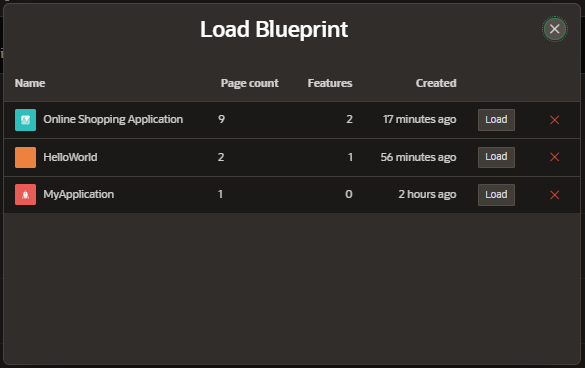 Load Blueprint
Name Page count Features Created
Online Shopping Application 9 2 17 minutes ago Load
HelloWorld 2 1 56 minutes ago Load
MyApplication 1 0 2 hours ago Load